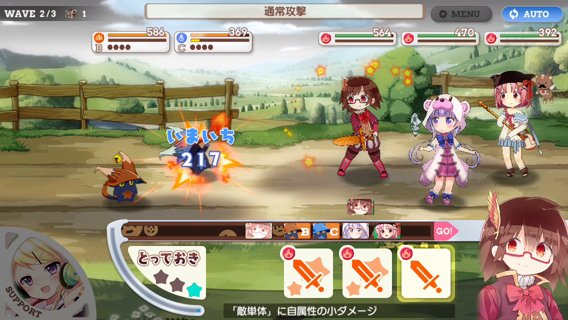 WAVE 2/3 1
通常攻撃
MENU
AUTO
586
B
369
C
564
470
392
いまいち
217
B
C
GO!
とっておき
SUPPORT
「敵単体」に自属性の小ダメージ